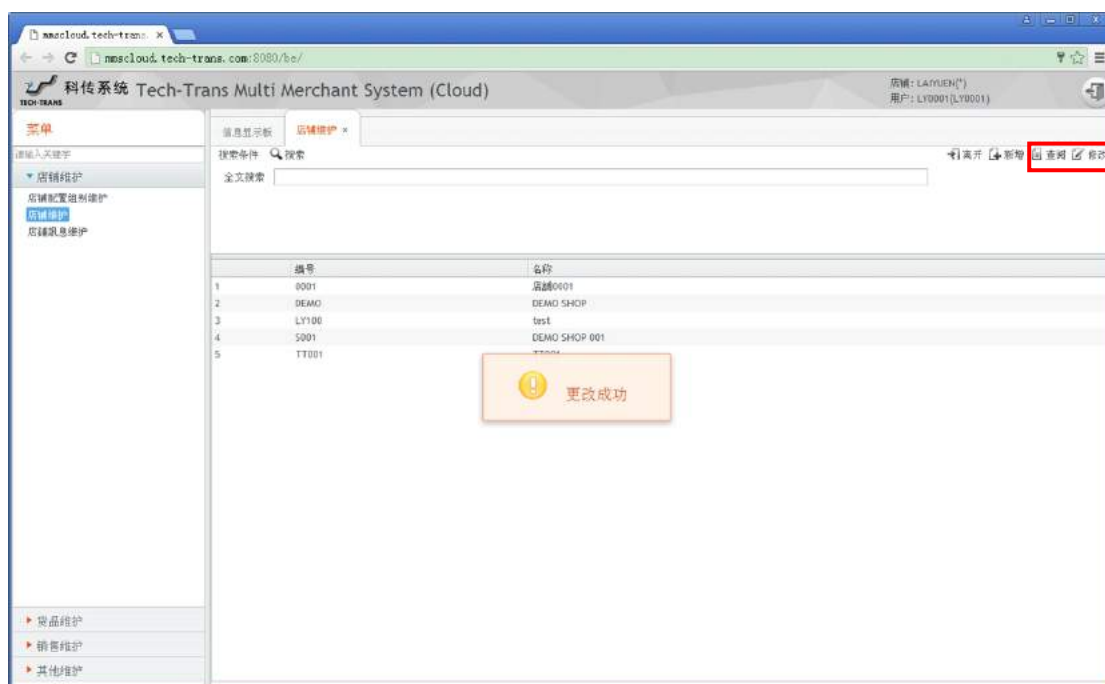 mmscloud.tech-trans.
mmscloud.tech-trans.com:8080/be/
科传系统 Tech-Trans Multi Merchant System (Cloud)
TECH-TRANS
店铺: LAIYUEN(*)
用户: LY0001(LY0001)
菜单
信息显示板
店铺维护 ×
请输入关键字
搜索条件 搜索
离开 新增 查阅 修改
店铺维护
全文搜索
店铺配置组别维护
店铺维护
店鋪訊息维护
编号 名称
1 0001 店舖0001
2 DEMO DEMO SHOP
3 LY100 test
4 S001 DEMO SHOP 001
5 TT001 TT001
更改成功
货品维护
销售维护
其他维护